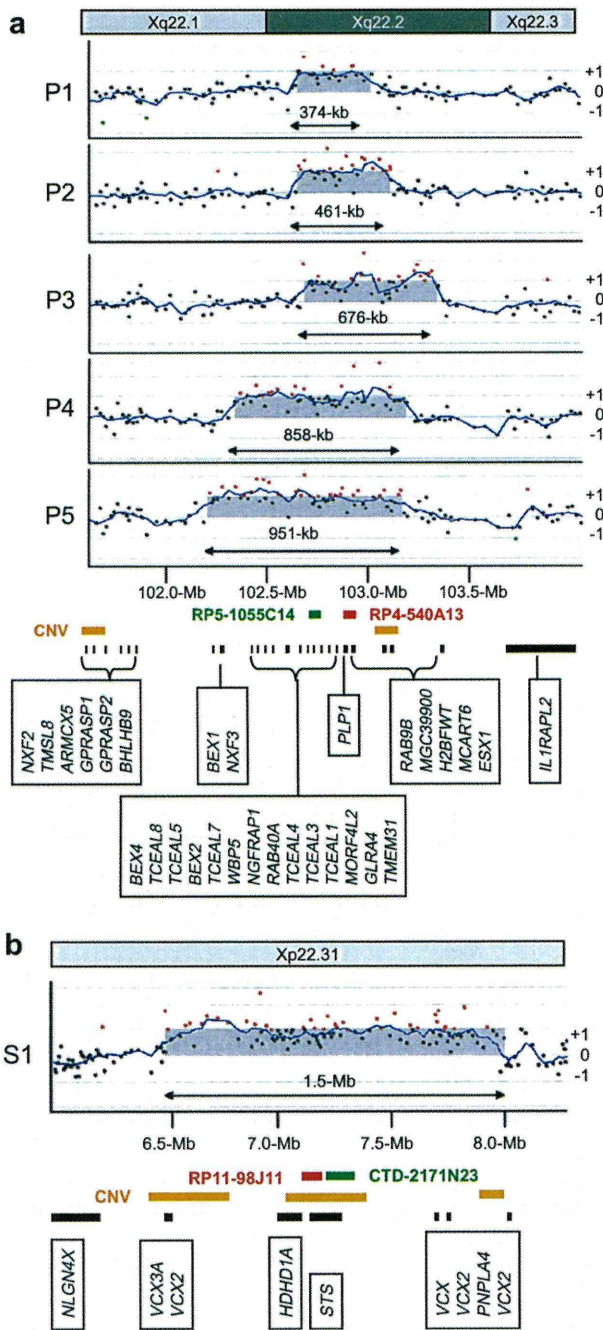 a
Xq22.1 Xq22.2 Xq22.3
P1
+1
0
-1
374-kb
P2
+1
0
-1
461-kb
P3
+1
0
-1
676-kb
P4
+1
0
-1
858-kb
P5
+1
0
-1
951-kb
102.0-Mb 102.5-Mb 103.0-Mb 103.5-Mb
RP5-1055C14 RP4-540A13
CNV
NXF2
TMSL8
ARMCX5
GPRASP1
GPRASP2
BHLHB9
BEX1
NXF3
PLP1
RAB9B
MGC39900
H2BFWT
MCART6
ESX1
IL1RAPL2
BEX4
TCEAL8
TCEAL5
BEX2
TCEAL7
WBP5
NGFRAP1
RAB40A
TCEAL4
TCEAL3
TCEAL1
MORF4L2
GLRA4
TMEM31
b
Xp22.31
S1
+1
0
-1
1.5-Mb
6.5-Mb 7.0-Mb 7.5-Mb 8.0-Mb
RP11-98J11 CTD-2171N23
CNV
NLGN4X
VCX3A
VCX2
HDHD1A
STS
VCX
VCX2
PNPLA4
VCX2